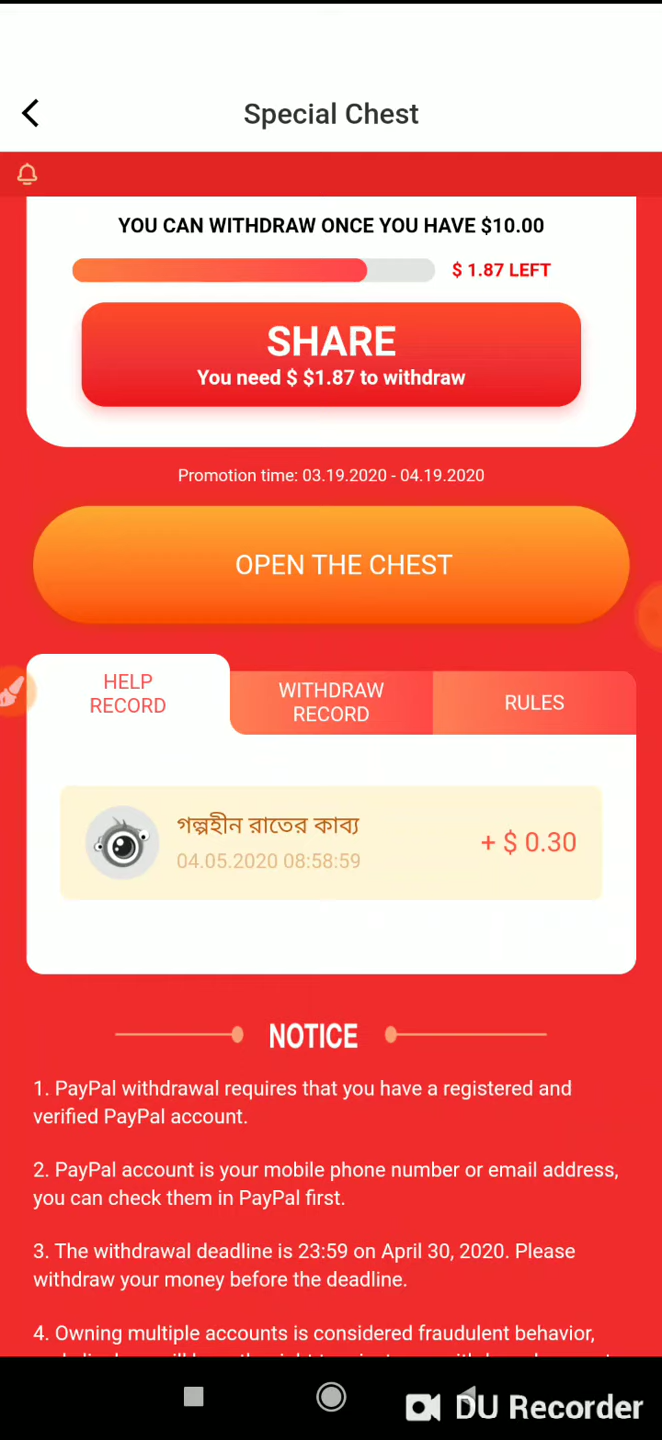 Special Chest
YOU CAN WITHDRAW ONCE YOU HAVE $10.00
$ 1.87 LEFT
SHARE
You need $ $1.87 to withdraw
Promotion time: 03.19.2020 - 04.19.2020
OPEN THE CHEST
HELP
RECORD
WITHDRAW
RECORD
RULES
গল্পহীন রাতের কাব্য
04.05.2020 08:58:59
+ $ 0.30
NOTICE
1. PayPal withdrawal requires that you have a registered and
verified PayPal account.
2. PayPal account is your mobile phone number or email address,
you can check them in PayPal first.
3. The withdrawal deadline is 23:59 on April 30, 2020. Please
withdraw your money before the deadline.
4. Owning multiple accounts is considered fraudulent behavior,
DU Recorder